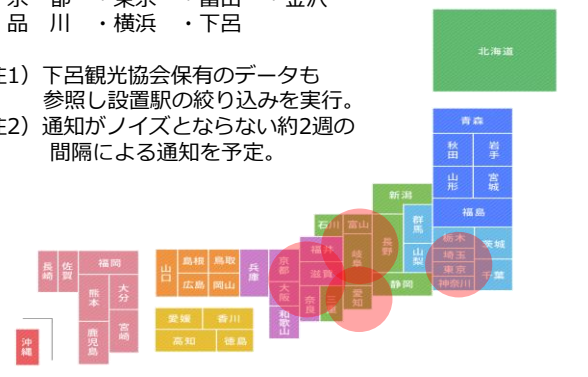 京 都 ・東京 ・富山 ・金沢
品 川 ・横浜 ・下呂
注1）下呂観光協会保有のデータも
参照し設置駅の絞り込みを実行。
注2）通知がノイズとならない約2週の
間隔による通知を予定。
北海道
青森
秋田 岩手
山形 宮城
福島
新潟
群馬 栃木 茨城
石川 富山
長野
山梨 埼玉
東京 千葉
神奈川
福井 岐阜
京都 滋賀
兵庫
静岡
愛知
大阪 奈良 三重
和歌山
島根 鳥取
山口
広島 岡山
愛媛 香川
高知 徳島
長崎 佐賀 福岡
熊本 大分
鹿児島 宮崎
沖縄